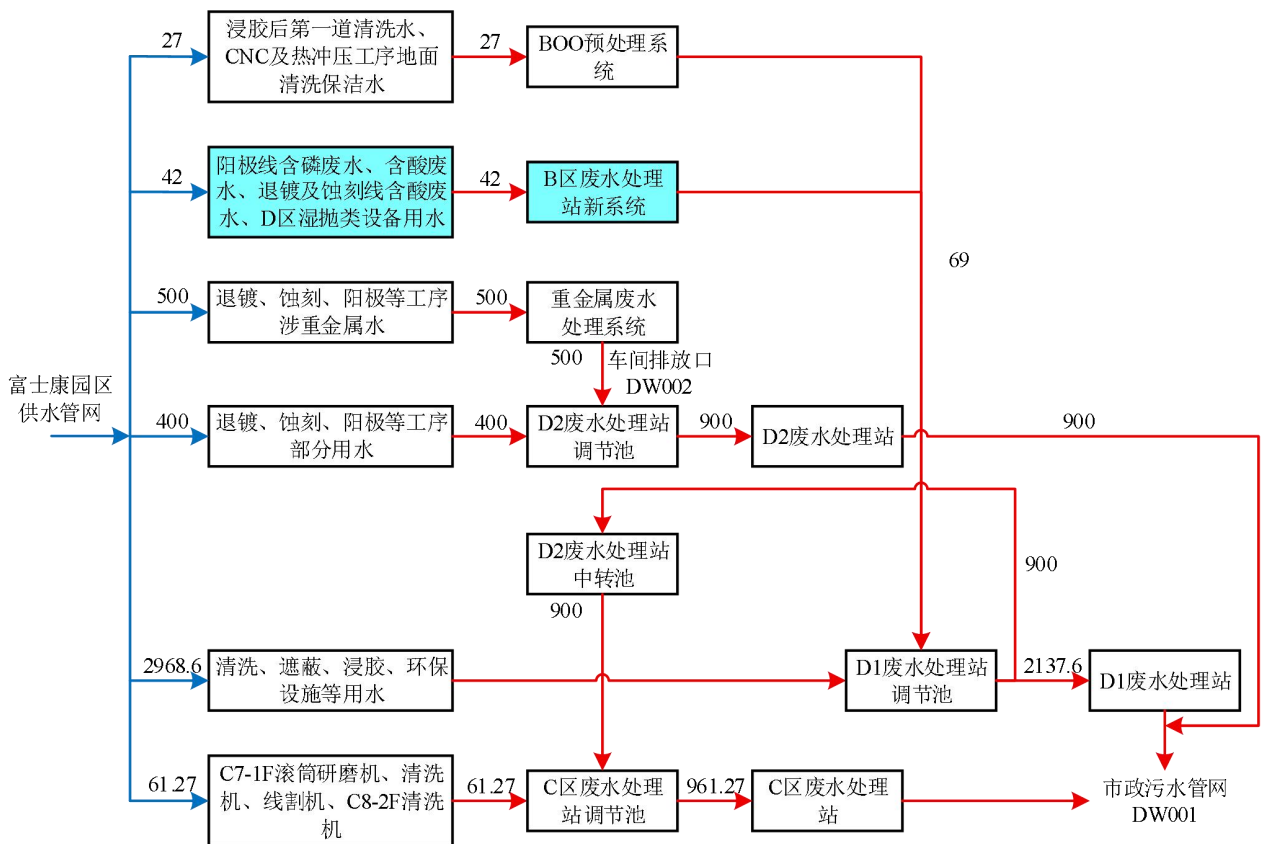 27
浸胶后第一道清洗水、
CNC及热冲压工序地面
清洗保洁水
27
BOO预处理系
统
42
阳极线含磷废水、含酸废
水、退镀及蚀刻线含酸废
水、D区湿抛类设备用水
42
B区废水处理
站新系统
69
500
退镀、蚀刻、阳极等工序
涉重金属水
500
重金属废水
处理系统
500
车间排放口
DW002
富士康园区
供水管网
400
退镀、蚀刻、阳极等工序
部分用水
400
D2废水处理站
调节池
900
D2废水处理站
900
D2废水处理站
中转池
900
900
2968.6
清洗、遮蔽、浸胶、环保
设施等用水
D1废水处理站
调节池
2137.6
D1废水处理站
61.27
C7-1F滚筒研磨机、清洗
机、线割机、C8-2F清洗
机
61.27
C区废水处理
站调节池
961.27
C区废水处理
站
市政污水管网
DW001